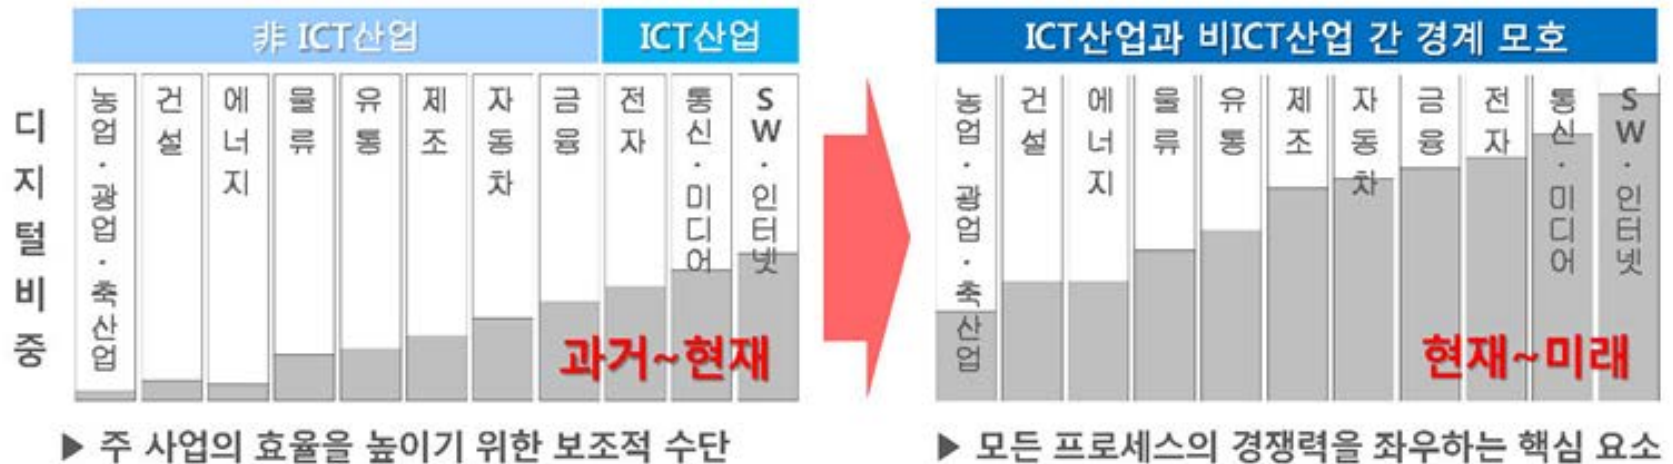 非 ICT산업
ICT산업
디지털비중
농업·광업·축산업
건설
에너지
물류
유통
제조
자동차
금융
전자
통신·미디어
SW·인터넷
과거~현재
▶ 주 사업의 효율을 높이기 위한 보조적 수단
ICT산업과 비ICT산업 간 경계 모호
농업·광업·축산업
건설
에너지
물류
유통
제조
자동차
금융
전자
통신·미디어
SW·인터넷
현재~미래
▶ 모든 프로세스의 경쟁력을 좌우하는 핵심 요소